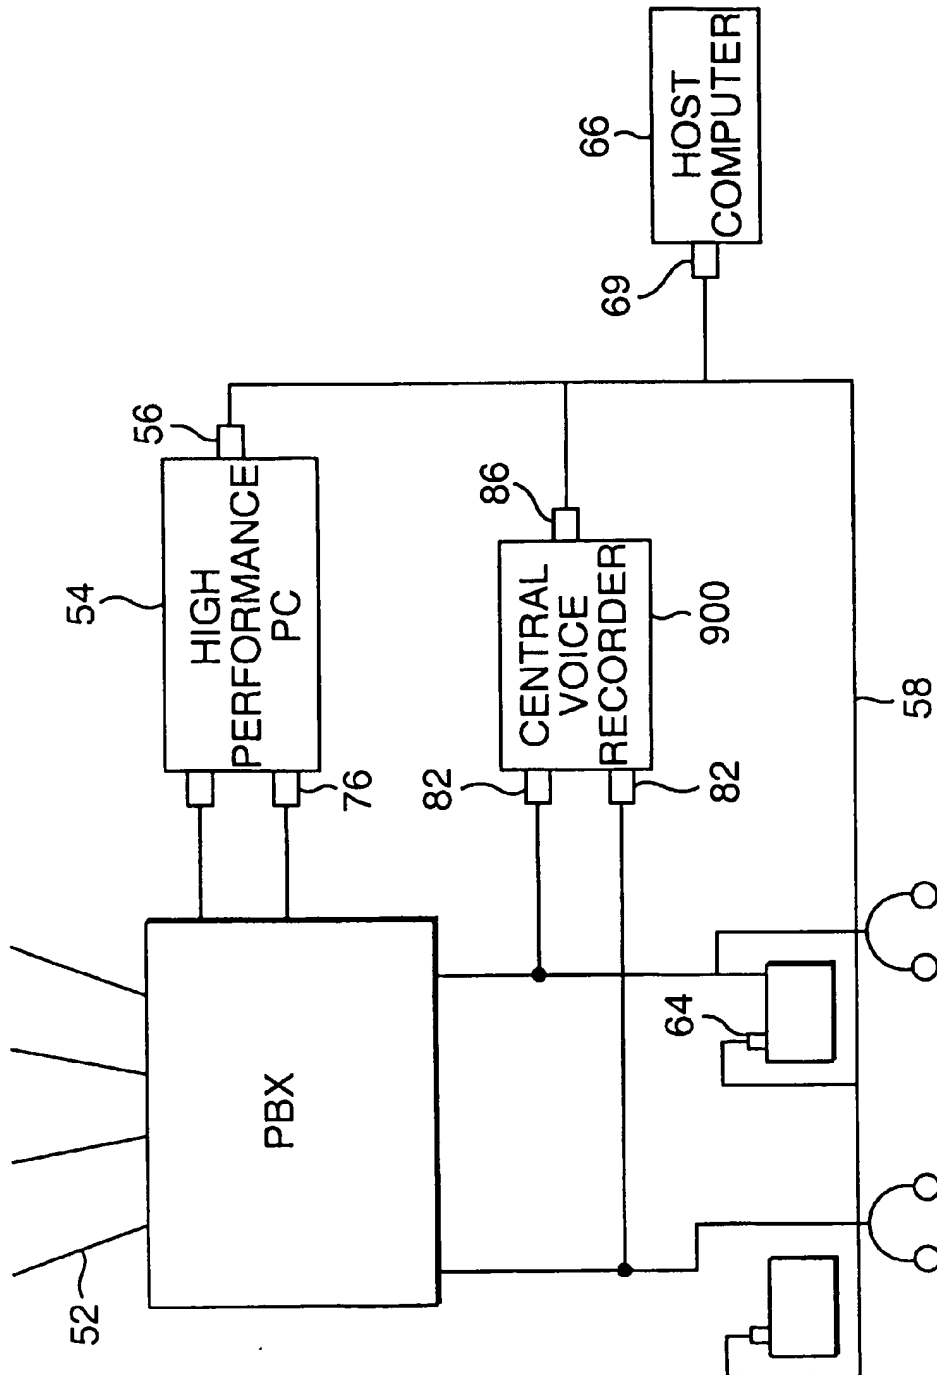 52
PBX
54
HIGH
PERFORMANCE
PC
56
76
82
82
CENTRAL
VOICE
RECORDER
86
900
64
58
66
HOST
COMPUTER
69